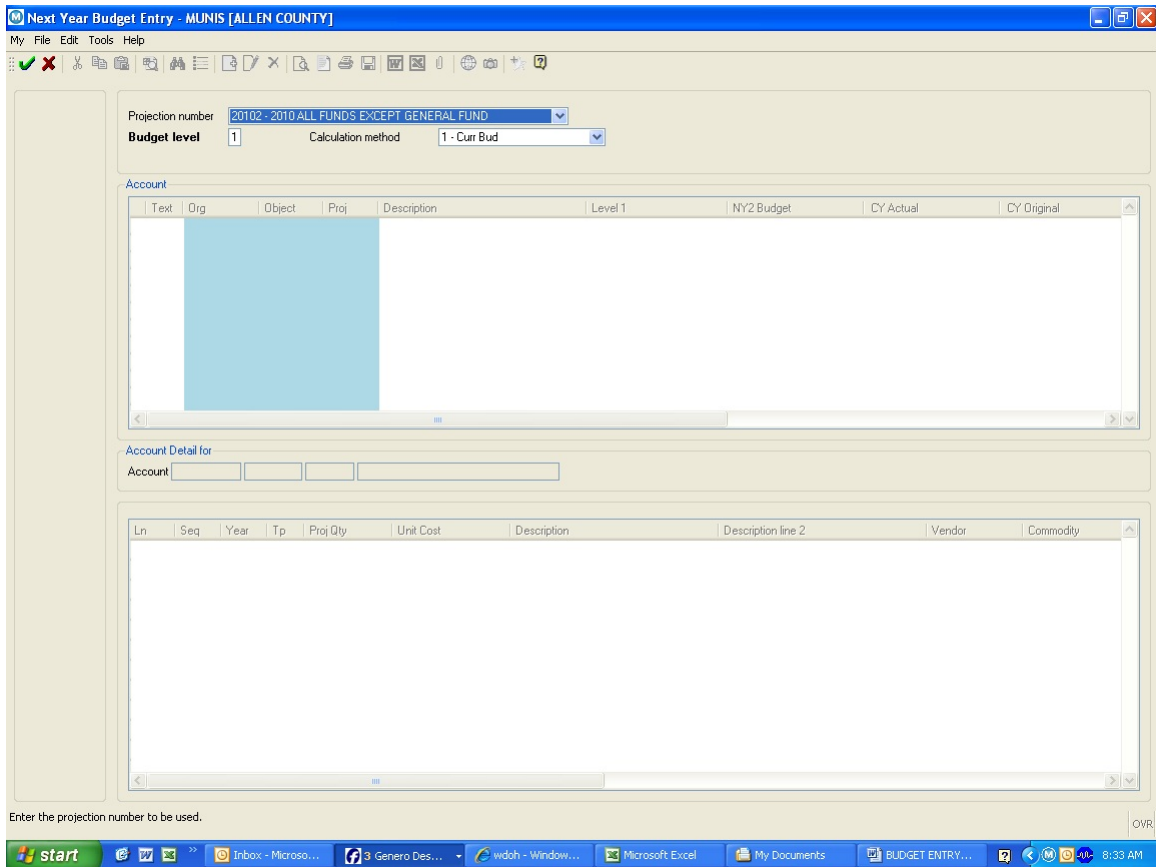 Next Year Budget Entry - MUNIS [ALLEN COUNTY]
My File Edit Tools Help
Projection number 20102 - 2010 ALL FUNDS EXCEPT GENERAL FUND
Budget level 1 Calculation method 1 - Curr Bud
Account
Text Org Object Proj Description Level 1 NY2 Budget CY Actual CY Original
Account Detail for
Account
Ln Seq Year Tp Proj Qty Unit Cost Description Description line 2 Vendor Commodity
Enter the projection number to be used.
OVR
start Inbox - Microso... 3 Genero Des... wdoh - Window... Microsoft Excel My Documents BUDGET ENTRY... 8:33 AM